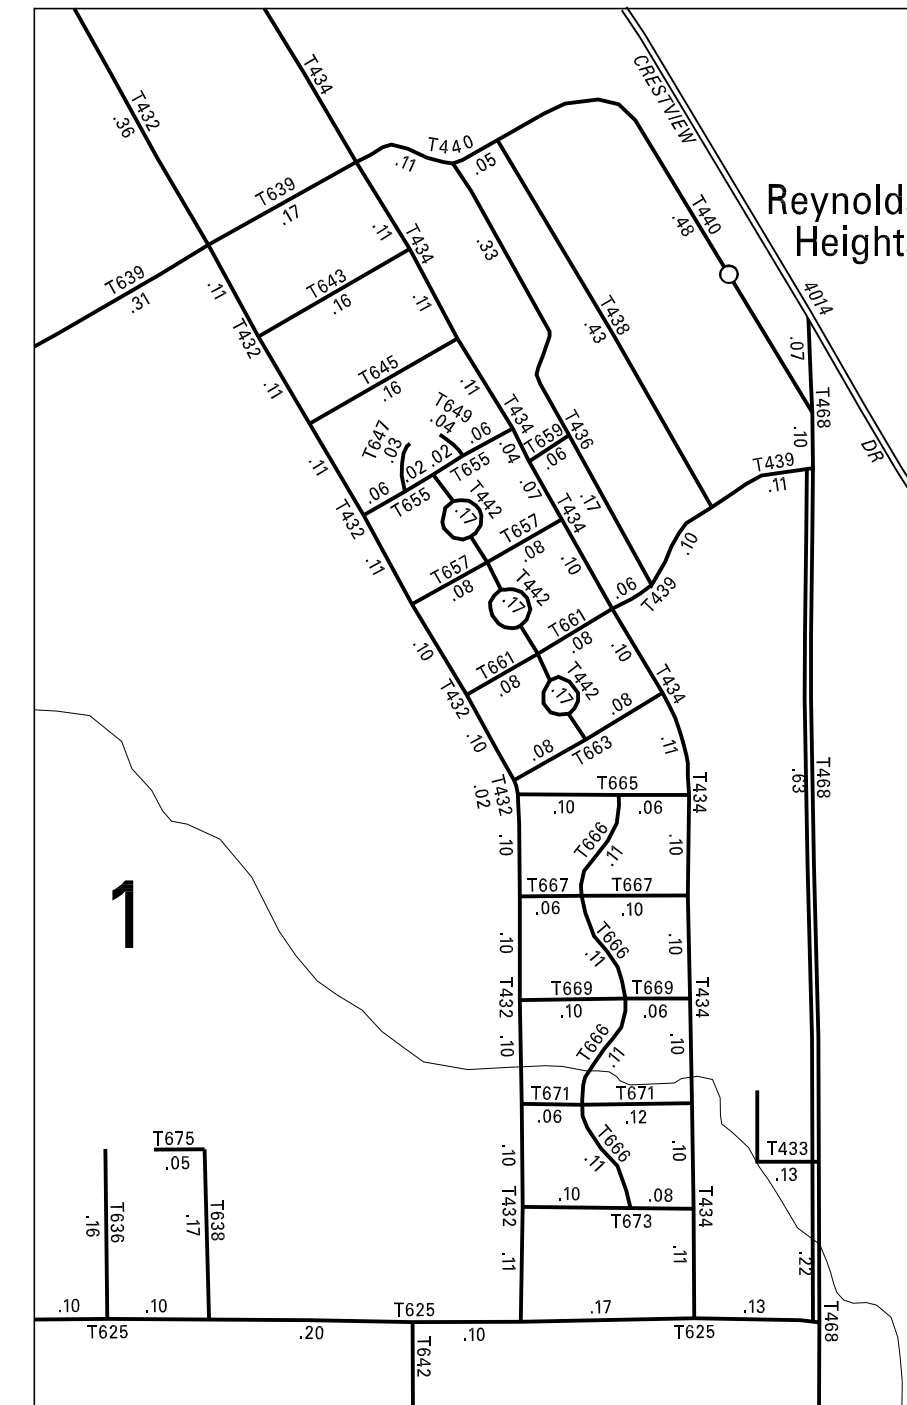 T434
CRESTVIEW
T432
.36
T440
.11
.05
T639
.17
T440
.48
Reynold
Height
.11
T434
.33
T639
.31
T643
.16
.11
.11
4014
T432
T438
.43
.07
T645
.16
.11
.11
T649
.04
T434
T436
T468
.10
DR
T647
.03
.06
.04
T659
.06
T439
.11
.11
.06
.02
.02
T655
T655
T442
.17
.07
.17
T432
T434
T657
.08
.10
.11
T657
.08
.10
T442
.17
.06
T439
T661
.08
.10
.10
T661
.08
T442
.17
T434
T432
.08
.10
.08
T663
.11
T432
.02
T665
.10
.06
T434
T468
.63
.10
T666
.11
.10
T667
T667
.06
.10
.10
T666
.11
.10
1
T432
T669
T669
.10
.06
T434
.10
T666
.11
.10
T671
T671
.06
.12
.10
T666
.11
.10
T433
.13
T675
.05
T432
.10
.08
T673
T434
T636
.16
T638
.17
.11
.11
.22
.10
.10
T625
.17
.13
T625
.20
.10
T625
T468
T642